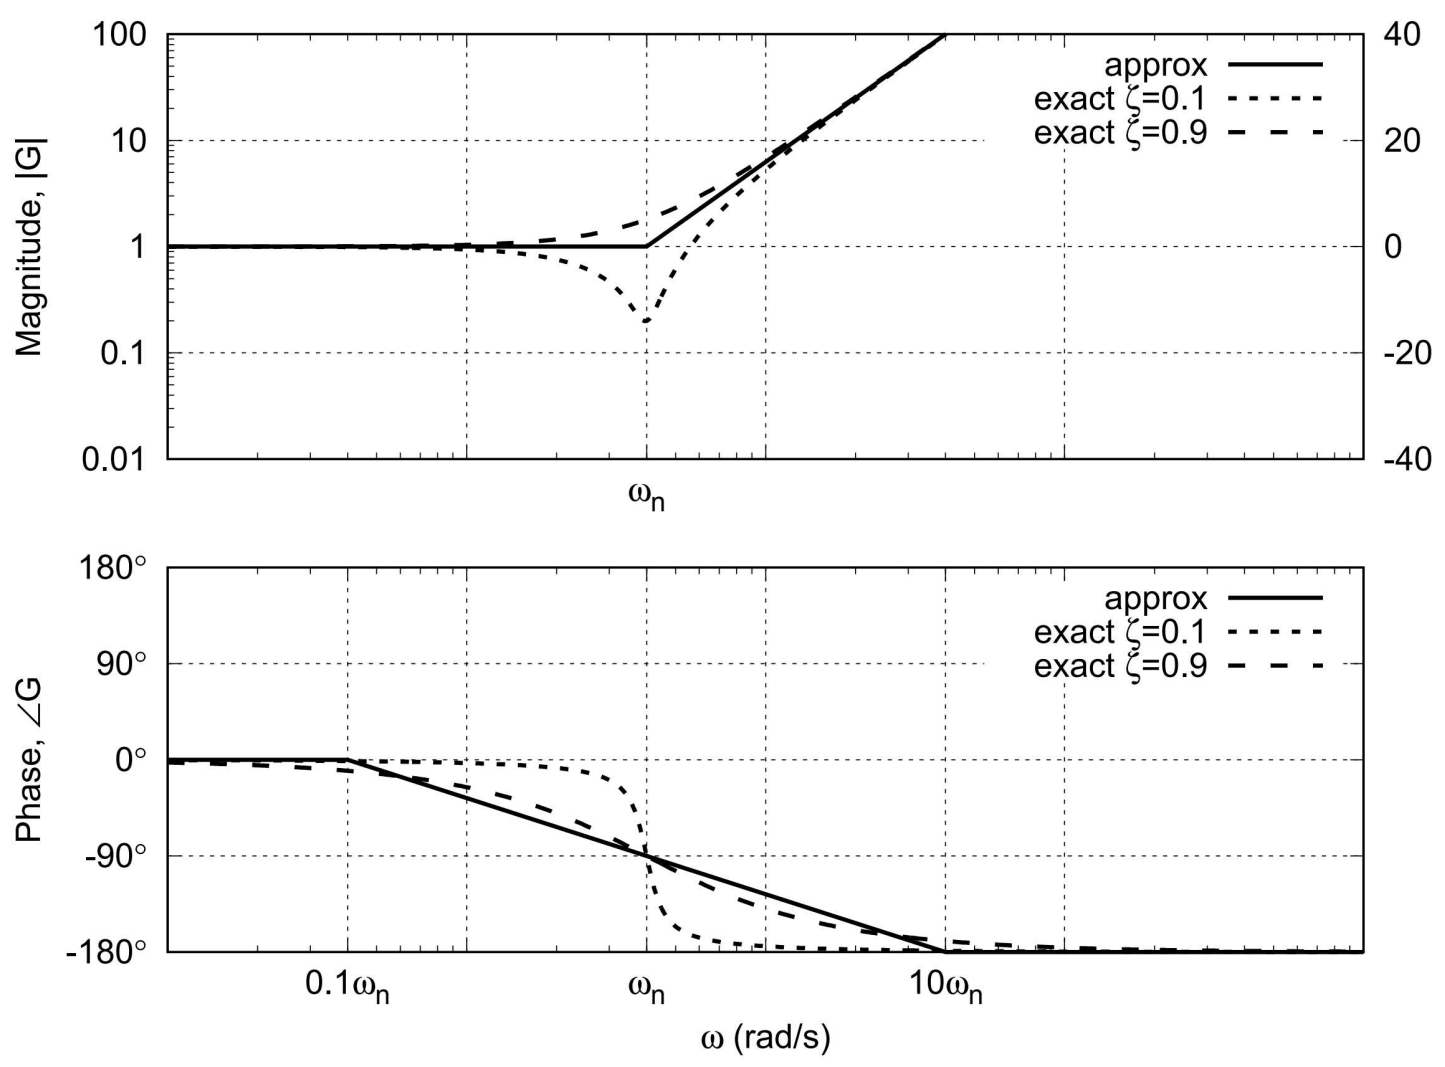 100
10
1
0.1
0.01
Magnitude, |G|
40
20
0
-20
-40
approx
exact ζ=0.1
exact ζ=0.9
ωn
180°
90°
0°
-90°
-180°
Phase, ∠G
approx
exact ζ=0.1
exact ζ=0.9
0.1ωn
ωn
10ωn
ω (rad/s)